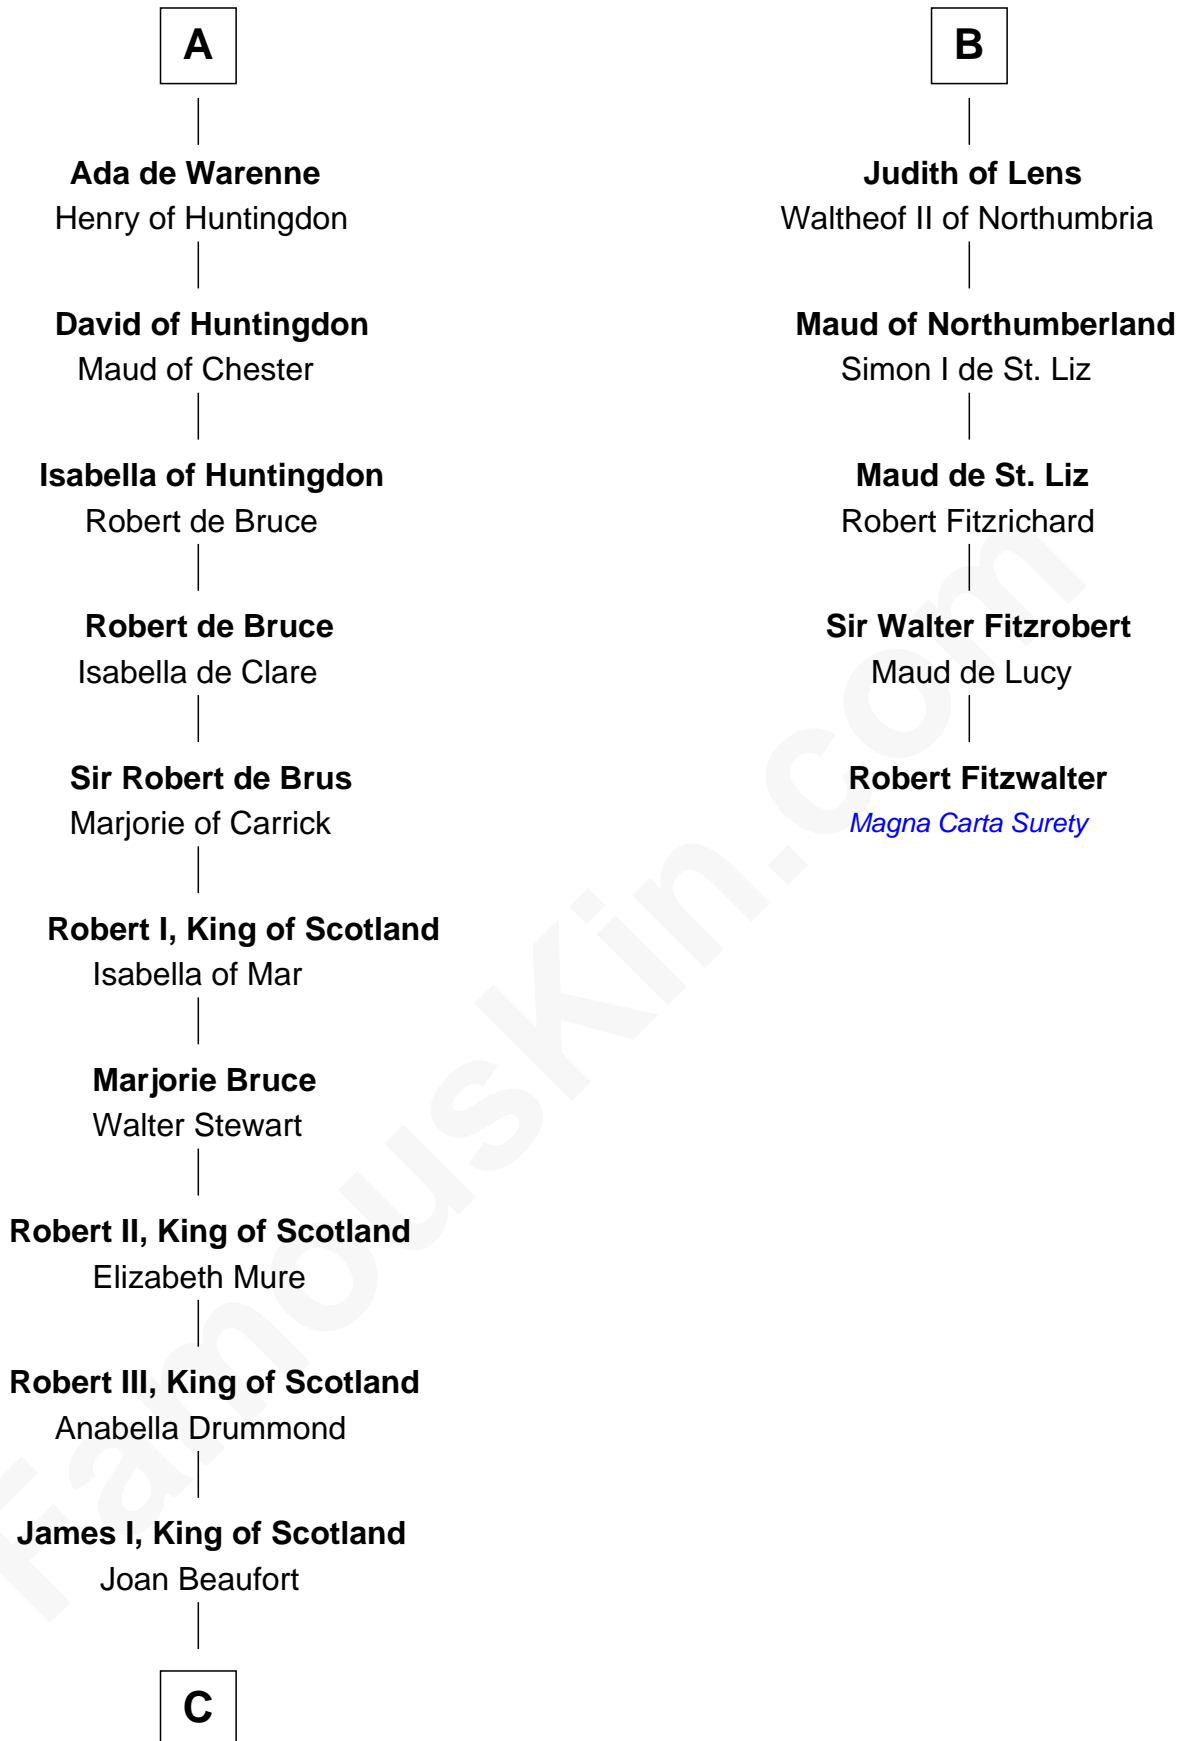 A
Ada de Warenne
Henry of Huntingdon
David of Huntingdon
Maud of Chester
Isabella of Huntingdon
Robert de Bruce
Robert de Bruce
Isabella de Clare
Sir Robert de Brus
Marjorie of Carrick
Robert I, King of Scotland
Isabella of Mar
Marjorie Bruce
Walter Stewart
Robert II, King of Scotland
Elizabeth Mure
Robert III, King of Scotland
Anabella Drummond
James I, King of Scotland
Joan Beaufort
C
B
Judith of Lens
Waltheof II of Northumbria
Maud of Northumberland
Simon I de St. Liz
Maud de St. Liz
Robert Fitzrichard
Sir Walter Fitzrobert
Maud de Lucy
Robert Fitzwalter
Magna Carta Surety
FamousKin.com